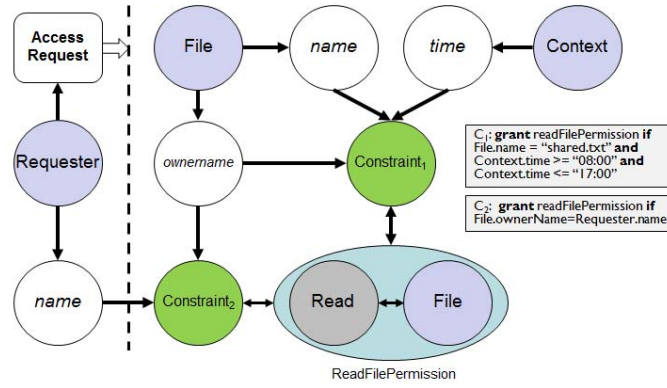 Access
Request
File
name
time
Context
Requester
ownername
Constraint1
C1: grant readFilePermission if
File.name = “shared.txt” and
Context.time >= “08:00” and
Context.time <= “17:00”
C2: grant readFilePermission if
File.ownerName=Requester.name
name
Constraint2
Read
File
ReadFilePermission